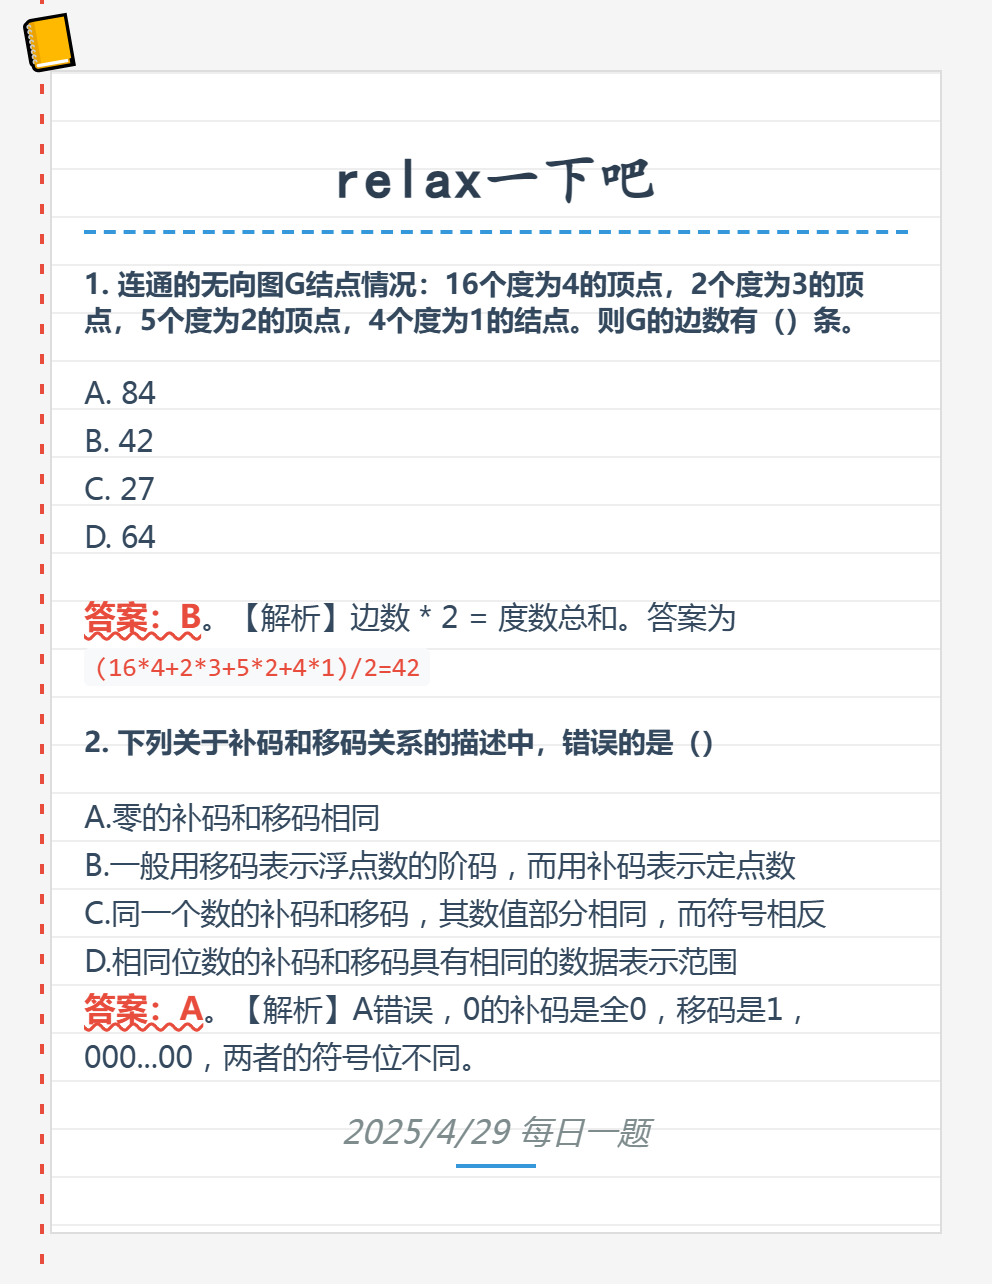 relax一下吧
1. 连通的无向图G结点情况：16个度为4的顶点，2个度为3的顶
点，5个度为2的顶点，4个度为1的结点。则G的边数有（）条。
A. 84
B. 42
C. 27
D. 64
答案：B。【解析】边数 * 2 = 度数总和。答案为
(16*4+2*3+5*2+4*1)/2=42
2. 下列关于补码和移码关系的描述中，错误的是（）
A.零的补码和移码相同
B.一般用移码表示浮点数的阶码，而用补码表示定点数
C.同一个数的补码和移码，其数值部分相同，而符号相反
D.相同位数的补码和移码具有相同的数据表示范围
答案：A。【解析】A错误，0的补码是全0，移码是1，
000...00，两者的符号位不同。
2025/4/29 每日一题